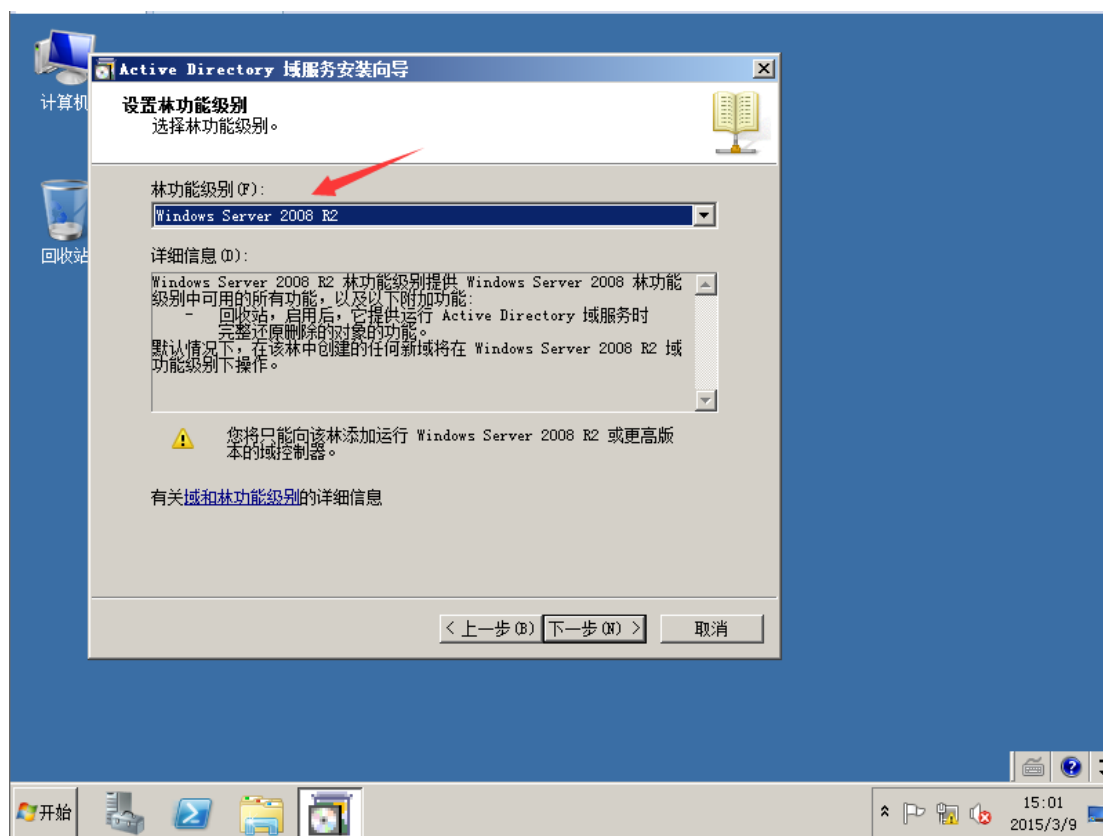 计算机
回收站
Active Directory 域服务安装向导
设置林功能级别
选择林功能级别。
林功能级别(F):
Windows Server 2008 R2
详细信息(D):
Windows Server 2008 R2 林功能级别提供 Windows Server 2008 林功能
级别中可用的所有功能，以及以下附加功能:
- 回收站，启用后，它提供运行 Active Directory 域服务时
完整还原删除的对象的功能。
默认情况下，在该林中创建的任何新域将在 Windows Server 2008 R2 域
功能级别下操作。
您将只能向该林添加运行 Windows Server 2008 R2 或更高版
本的域控制器。
有关域和林功能级别的详细信息
< 上一步(B) 下一步(N) > 取消
开始
15:01
2015/3/9